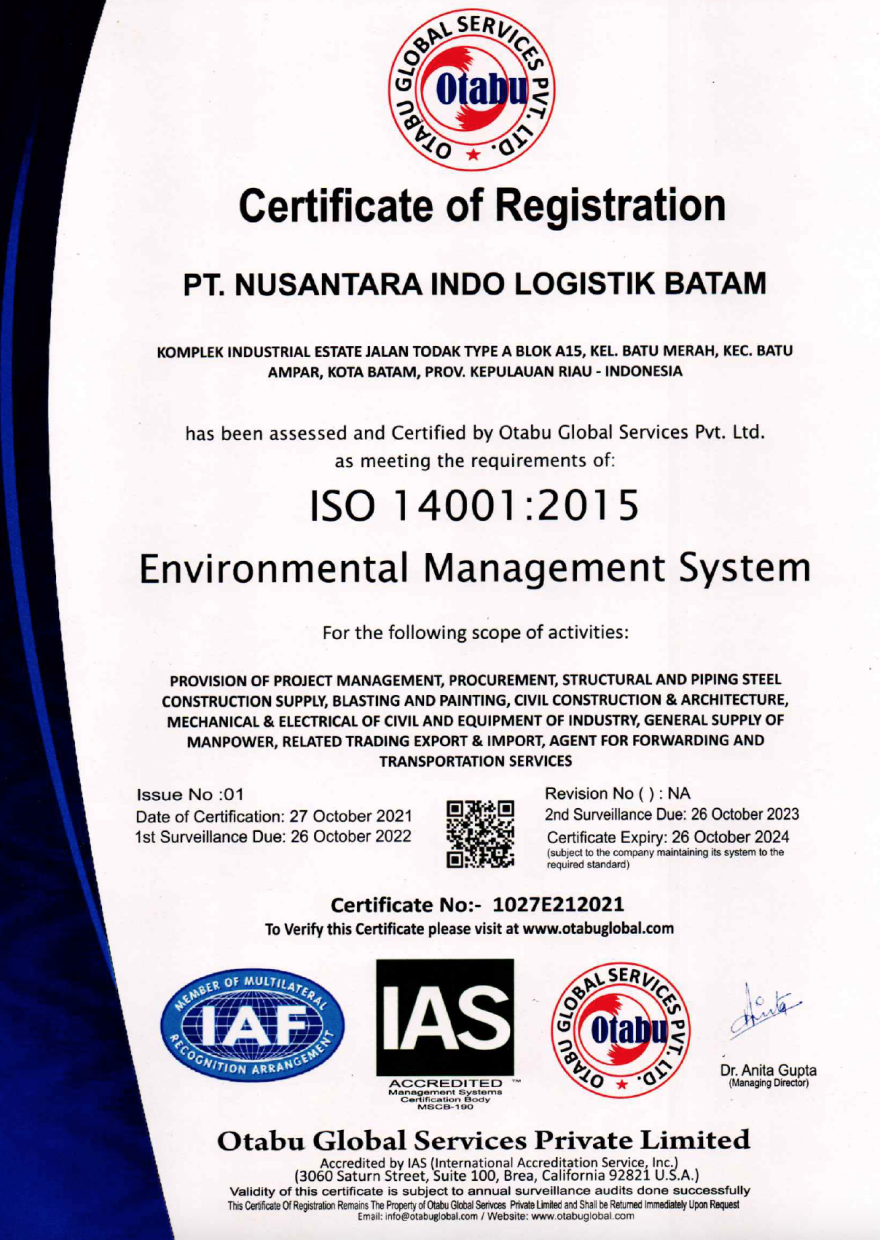 OTABU GLOBAL SERVICES PVT. LTD.
Otabu
Certificate of Registration
PT. NUSANTARA INDO LOGISTIK BATAM
KOMPLEK INDUSTRIAL ESTATE JALAN TODAK TYPE A BLOK A15, KEL. BATU MERAH, KEC. BATU
AMPAR, KOTA BATAM, PROV. KEPULAUAN RIAU - INDONESIA
has been assessed and Certified by Otabu Global Services Pvt. Ltd.
as meeting the requirements of:
ISO 14001:2015
Environmental Management System
For the following scope of activities:
PROVISION OF PROJECT MANAGEMENT, PROCUREMENT, STRUCTURAL AND PIPING STEEL
CONSTRUCTION SUPPLY, BLASTING AND PAINTING, CIVIL CONSTRUCTION & ARCHITECTURE,
MECHANICAL & ELECTRICAL OF CIVIL AND EQUIPMENT OF INDUSTRY, GENERAL SUPPLY OF
MANPOWER, RELATED TRADING EXPORT & IMPORT, AGENT FOR FORWARDING AND
TRANSPORTATION SERVICES
Issue No :01
Date of Certification: 27 October 2021
1st Surveillance Due: 26 October 2022
Revision No ( ) : NA
2nd Surveillance Due: 26 October 2023
Certificate Expiry: 26 October 2024
(subject to the company maintaining its system to the
required standard)
Certificate No:- 1027E212021
To Verify this Certificate please visit at www.otabuglobal.com
MEMBER OF MULTILATERAL
IAF
RECOGNITION ARRANGEMENT
IAS
ACCREDITED ™
Management Systems
Certification Body
MSCB-190
OTABU GLOBAL SERVICES PVT. LTD.
Otabu
Anita
Dr. Anita Gupta
(Managing Director)
Otabu Global Services Private Limited
Accredited by IAS (International Accreditation Service, Inc.)
(3060 Saturn Street, Suite 100, Brea, California 92821 U.S.A.)
Validity of this certificate is subject to annual surveillance audits done successfully
This Certificate Of Registration Remains The Property of Otabu Global Serivces Private Limited and Shall be Returned Immediately Upon Request
Email: info@otabuglobal.com / Website: www.otabuglobal.com